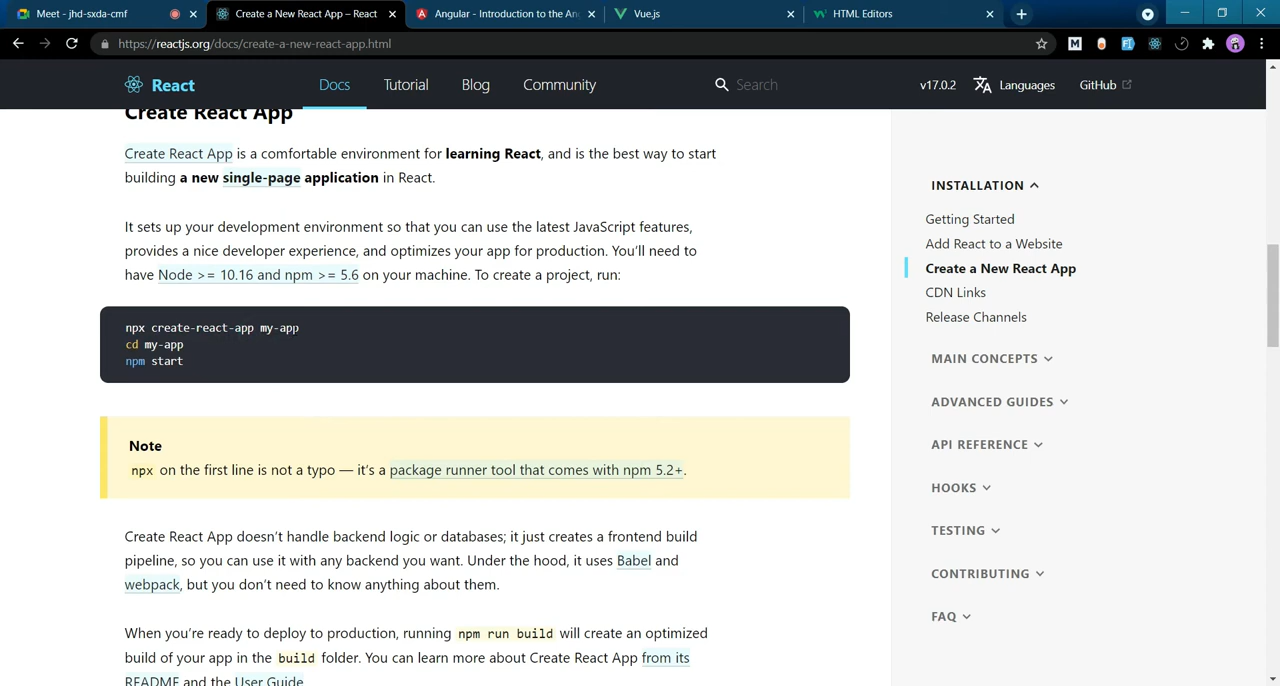 Meet - jhd-sxda-cmf
Create a New React App – React
Angular - Introduction to the An
Vue.js
HTML Editors
https://reactjs.org/docs/create-a-new-react-app.html
React
Docs
Tutorial
Blog
Community
Search
v17.0.2
Languages
GitHub
Create React App
Create React App is a comfortable environment for learning React, and is the best way to start
building a new single-page application in React.
It sets up your development environment so that you can use the latest JavaScript features,
provides a nice developer experience, and optimizes your app for production. You’ll need to
have Node >= 10.16 and npm >= 5.6 on your machine. To create a project, run:
npx create-react-app my-app
cd my-app
npm start
Note
npx on the first line is not a typo — it’s a package runner tool that comes with npm 5.2+.
Create React App doesn’t handle backend logic or databases; it just creates a frontend build
pipeline, so you can use it with any backend you want. Under the hood, it uses Babel and
webpack, but you don’t need to know anything about them.
When you’re ready to deploy to production, running npm run build will create an optimized
build of your app in the build folder. You can learn more about Create React App from its
README and the User Guide
INSTALLATION
Getting Started
Add React to a Website
Create a New React App
CDN Links
Release Channels
MAIN CONCEPTS
ADVANCED GUIDES
API REFERENCE
HOOKS
TESTING
CONTRIBUTING
FAQ